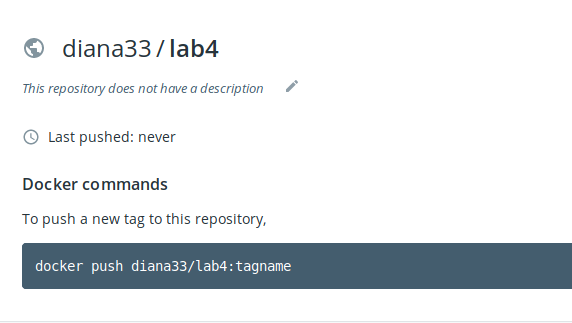 diana33 / lab4
This repository does not have a description
Last pushed: never
Docker commands
To push a new tag to this repository,
docker push diana33/lab4:tagname